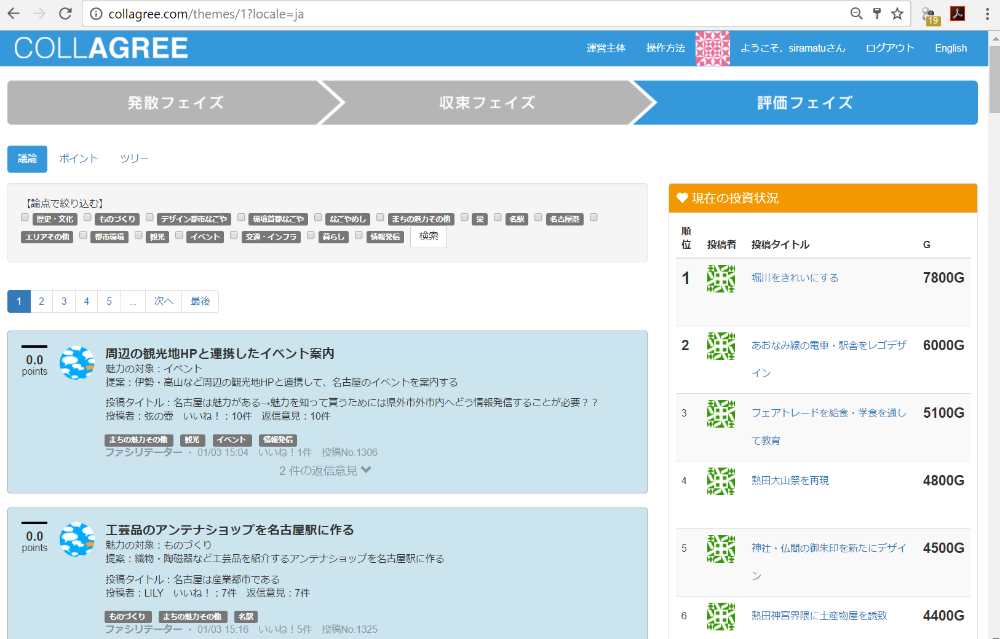 collagree.com/themes/1?locale=ja
19
COLLAGREE
運営主体 操作方法 ようこそ、siramatuさん ログアウト English
発散フェイズ 収束フェイズ 評価フェイズ
議論 ポイント ツリー
【論点で絞り込む】
歴史・文化 ものづくり デザイン都市なごや 環境首都なごや なごやめし まちの魅力その他 栄 名駅 名古屋港
エリアその他 都市環境 観光 イベント 交通・インフラ 暮らし 情報発信 検索
1 2 3 4 5 ... 次へ 最後
0.0
points
周辺の観光地HPと連携したイベント案内
魅力の対象：イベント
提案：伊勢・高山など周辺の観光地HPと連携して、名古屋のイベントを案内する
投稿タイトル：名古屋は魅力がある→魅力を知って貰うためには県外市外市内へどう情報発信することが必要？？
投稿者：弦の壺　いいね！：10件　返信意見：10件
まちの魅力その他 観光 イベント 情報発信
ファシリテーター ・ 01/03 15:04　いいね！1件　投稿No.1306
2 件の返信意見
0.0
points
工芸品のアンテナショップを名古屋駅に作る
魅力の対象：ものづくり
提案：織物・陶磁器など工芸品を紹介するアンテナショップを名古屋駅に作る
投稿タイトル：名古屋は産業都市である
投稿者：LILY　いいね！：7件　返信意見：7件
ものづくり まちの魅力その他 名駅
ファシリテーター ・ 01/03 15:16　いいね！5件　投稿No.1325
現在の投資状況
順
位 投稿者 投稿タイトル G
1 堀川をきれいにする 7800G
2 あおなみ線の電車・駅舎をレゴデザ 6000G
イン
3 フェアトレードを給食・学食を通し 5100G
て教育
4 熱田大山祭を再現 4800G
5 神社・仏閣の御朱印を新たにデザイ 4500G
ン
6 熱田神宮界隈に土産物屋を誘致 4400G